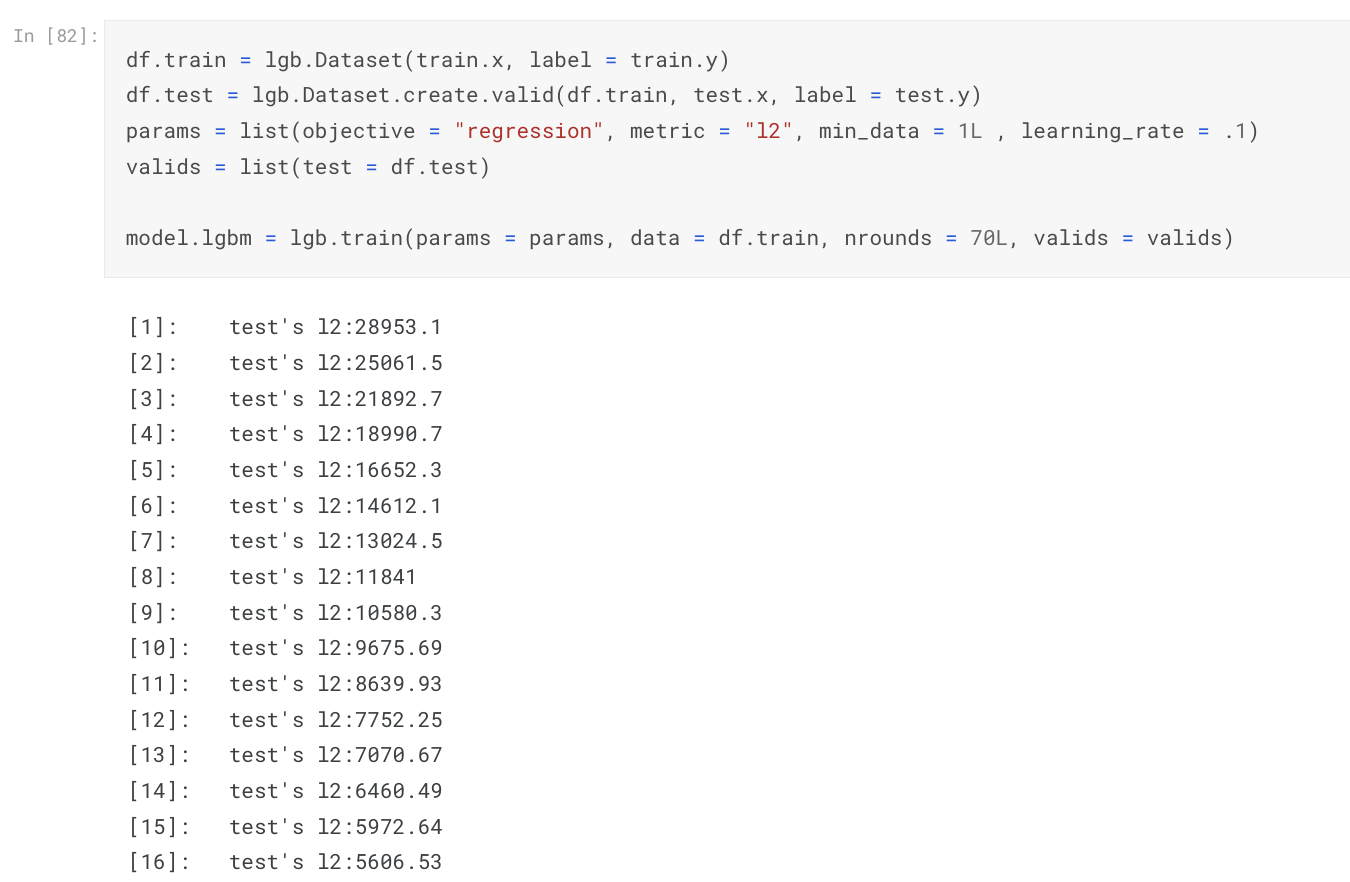 In [82]:
df.train = lgb.Dataset(train.x, label = train.y)
df.test = lgb.Dataset.create.valid(df.train, test.x, label = test.y)
params = list(objective = "regression", metric = "l2", min_data = 1L , learning_rate = .1)
valids = list(test = df.test)
model.lgbm = lgb.train(params = params, data = df.train, nrounds = 70L, valids = valids)
[1]:    test's l2:28953.1
[2]:    test's l2:25061.5
[3]:    test's l2:21892.7
[4]:    test's l2:18990.7
[5]:    test's l2:16652.3
[6]:    test's l2:14612.1
[7]:    test's l2:13024.5
[8]:    test's l2:11841
[9]:    test's l2:10580.3
[10]:   test's l2:9675.69
[11]:   test's l2:8639.93
[12]:   test's l2:7752.25
[13]:   test's l2:7070.67
[14]:   test's l2:6460.49
[15]:   test's l2:5972.64
[16]:   test's l2:5606.53